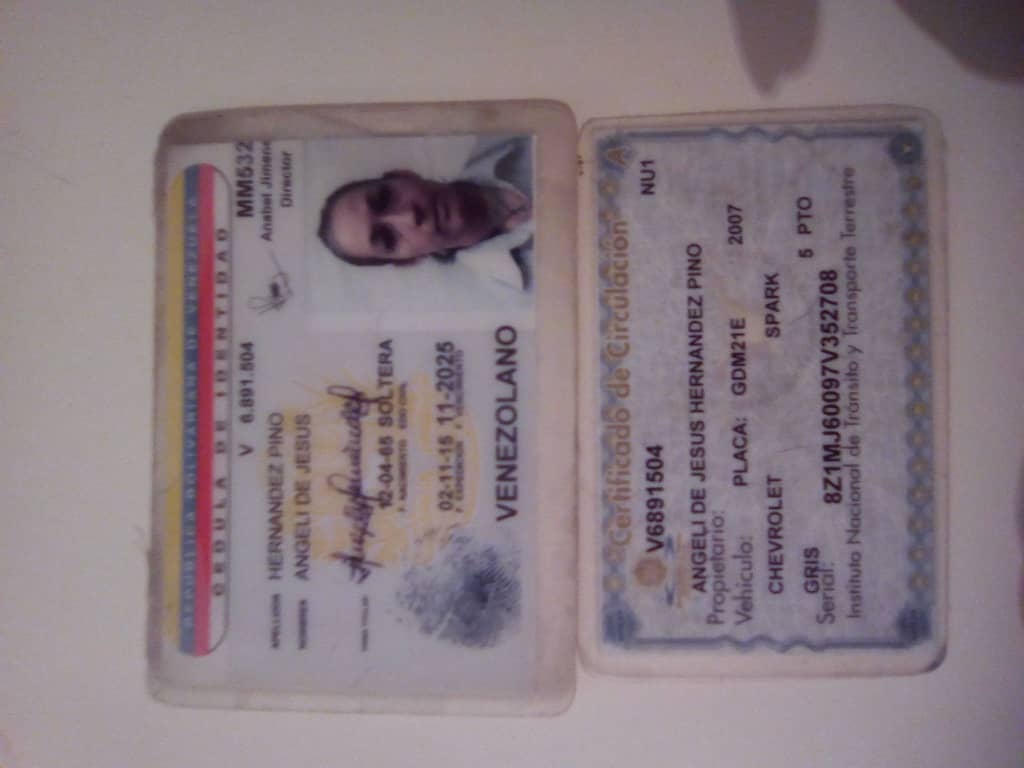 REPUBLICA BOLIVARIANA DE VENEZUELA
CEDULA DE IDENTIDAD
V 6.891.504
MM532
Anabel Jimen
Director
APELLIDOS HERNANDEZ PINO
NOMBRES ANGELI DE JESUS
12-04-65 SOLTERA
F. NACIMIENTO EDO CIVIL
02-11-15 11-2025
F. EXPEDICION F. VENCIMIENTO
VENEZOLANO
Certificado de Circulación
A
V6891504
NU1
ANGELI DE JESUS HERNANDEZ PINO
Propietario:
Vehículo: PLACA: GDM21E 2007
CHEVROLET SPARK
GRIS 5 PTO
Serial: 8Z1MJ60097V352708
Instituto Nacional de Tránsito y Transporte Terrestre